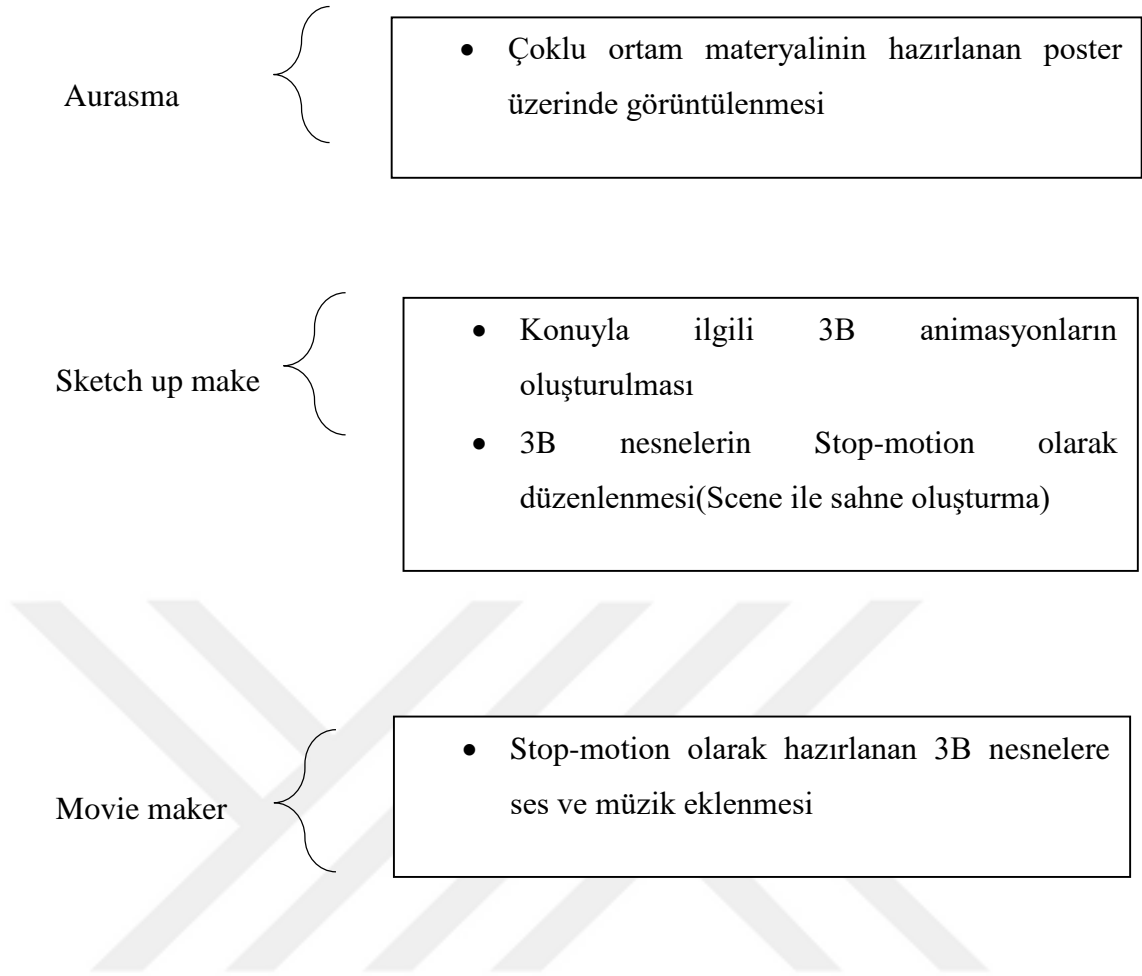 Aurasma
• Çoklu ortam materyalinin hazırlanan poster
üzerinde görüntülenmesi
Sketch up make
• Konuyla ilgili 3B animasyonların
oluşturulması
• 3B nesnelerin Stop-motion olarak
düzenlenmesi(Scene ile sahne oluşturma)
Movie maker
• Stop-motion olarak hazırlanan 3B nesnelere
ses ve müzik eklenmesi